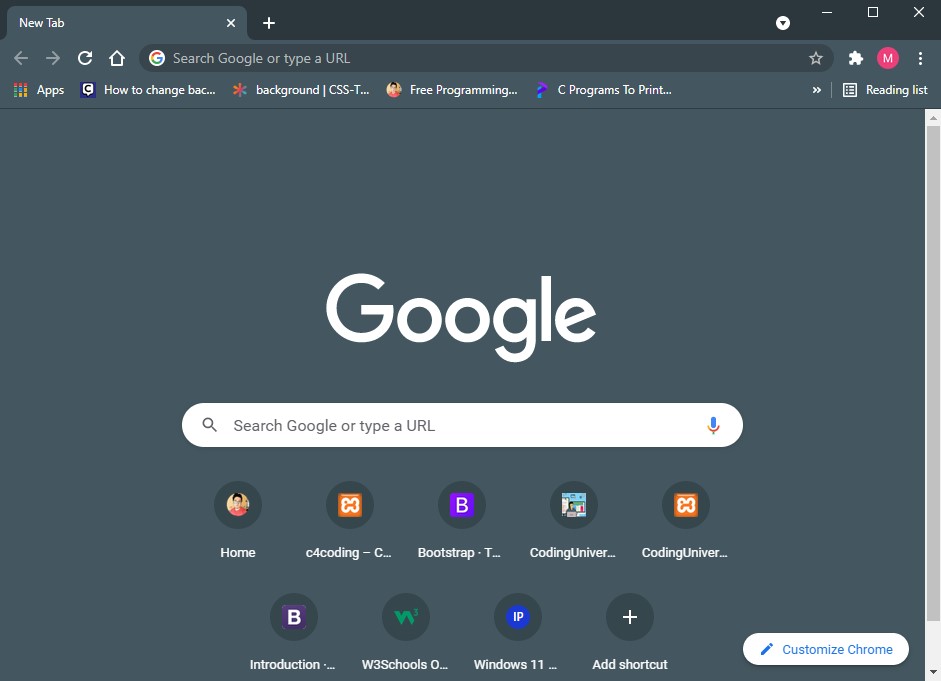 New Tab
Search Google or type a URL
M
Apps
How to change bac...
background | CSS-T...
Free Programming...
C Programs To Print...
»
Reading list
Google
Search Google or type a URL
Home
c4coding – C...
B
Bootstrap · T...
CodingUniver...
CodingUniver...
B
Introduction ·...
W3
W3Schools O...
IP
Windows 11 ...
Add shortcut
Customize Chrome